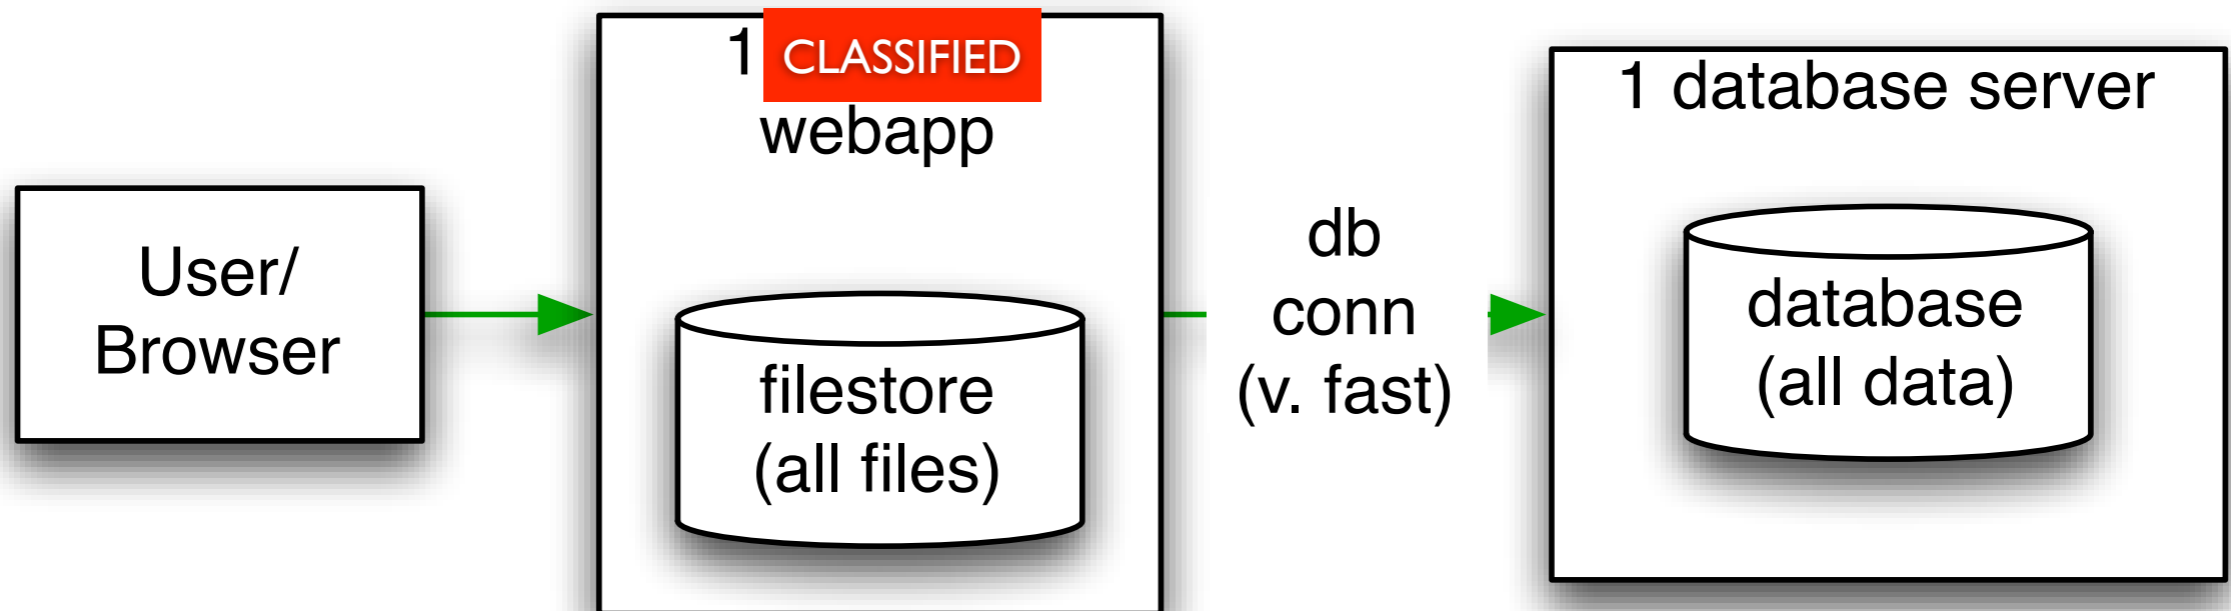 User/
Browser
1 CLASSIFIED
webapp
filestore
(all files)
db
conn
(v. fast)
1 database server
database
(all data)